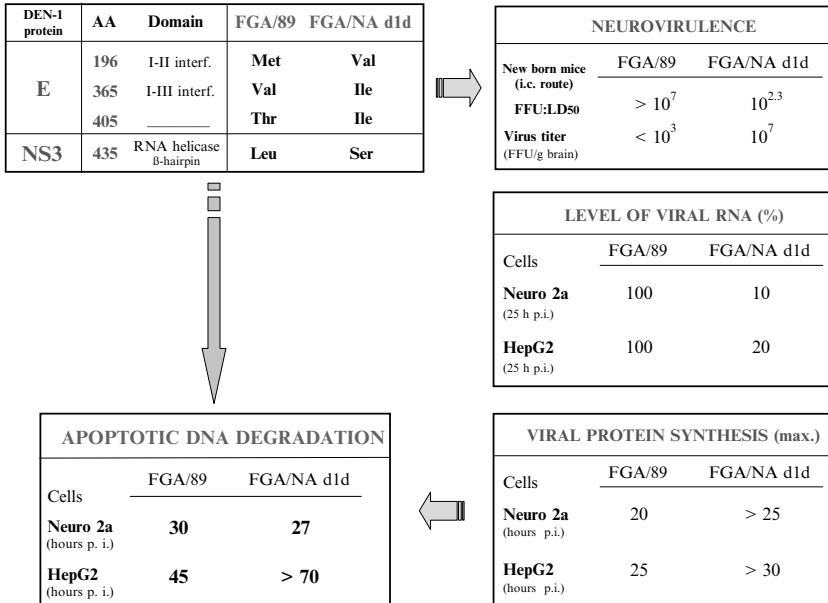 DEN-1 protein AA Domain FGA/89 FGA/NA d1d
E 196 I-II interf. Met Val
365 I-III interf. Val Ile
405 Thr Ile
NS3 435 RNA helicase ß-hairpin Leu Ser
NEUROVIRULENCE
New born mice FGA/89 FGA/NA d1d
(i.c. route)
FFU:LD50 > 10^7 10^2.3
Virus titer < 10^3 10^7
(FFU/g brain)
LEVEL OF VIRAL RNA (%)
Cells FGA/89 FGA/NA d1d
Neuro 2a 100 10
(25 h p.i.)
HepG2 100 20
(25 h p.i.)
APOPTOTIC DNA DEGRADATION
Cells FGA/89 FGA/NA d1d
Neuro 2a 30 27
(hours p. i.)
HepG2 45 > 70
(hours p. i.)
VIRAL PROTEIN SYNTHESIS (max.)
Cells FGA/89 FGA/NA d1d
Neuro 2a 20 > 25
(hours p.i.)
HepG2 25 > 30
(hours p.i.)